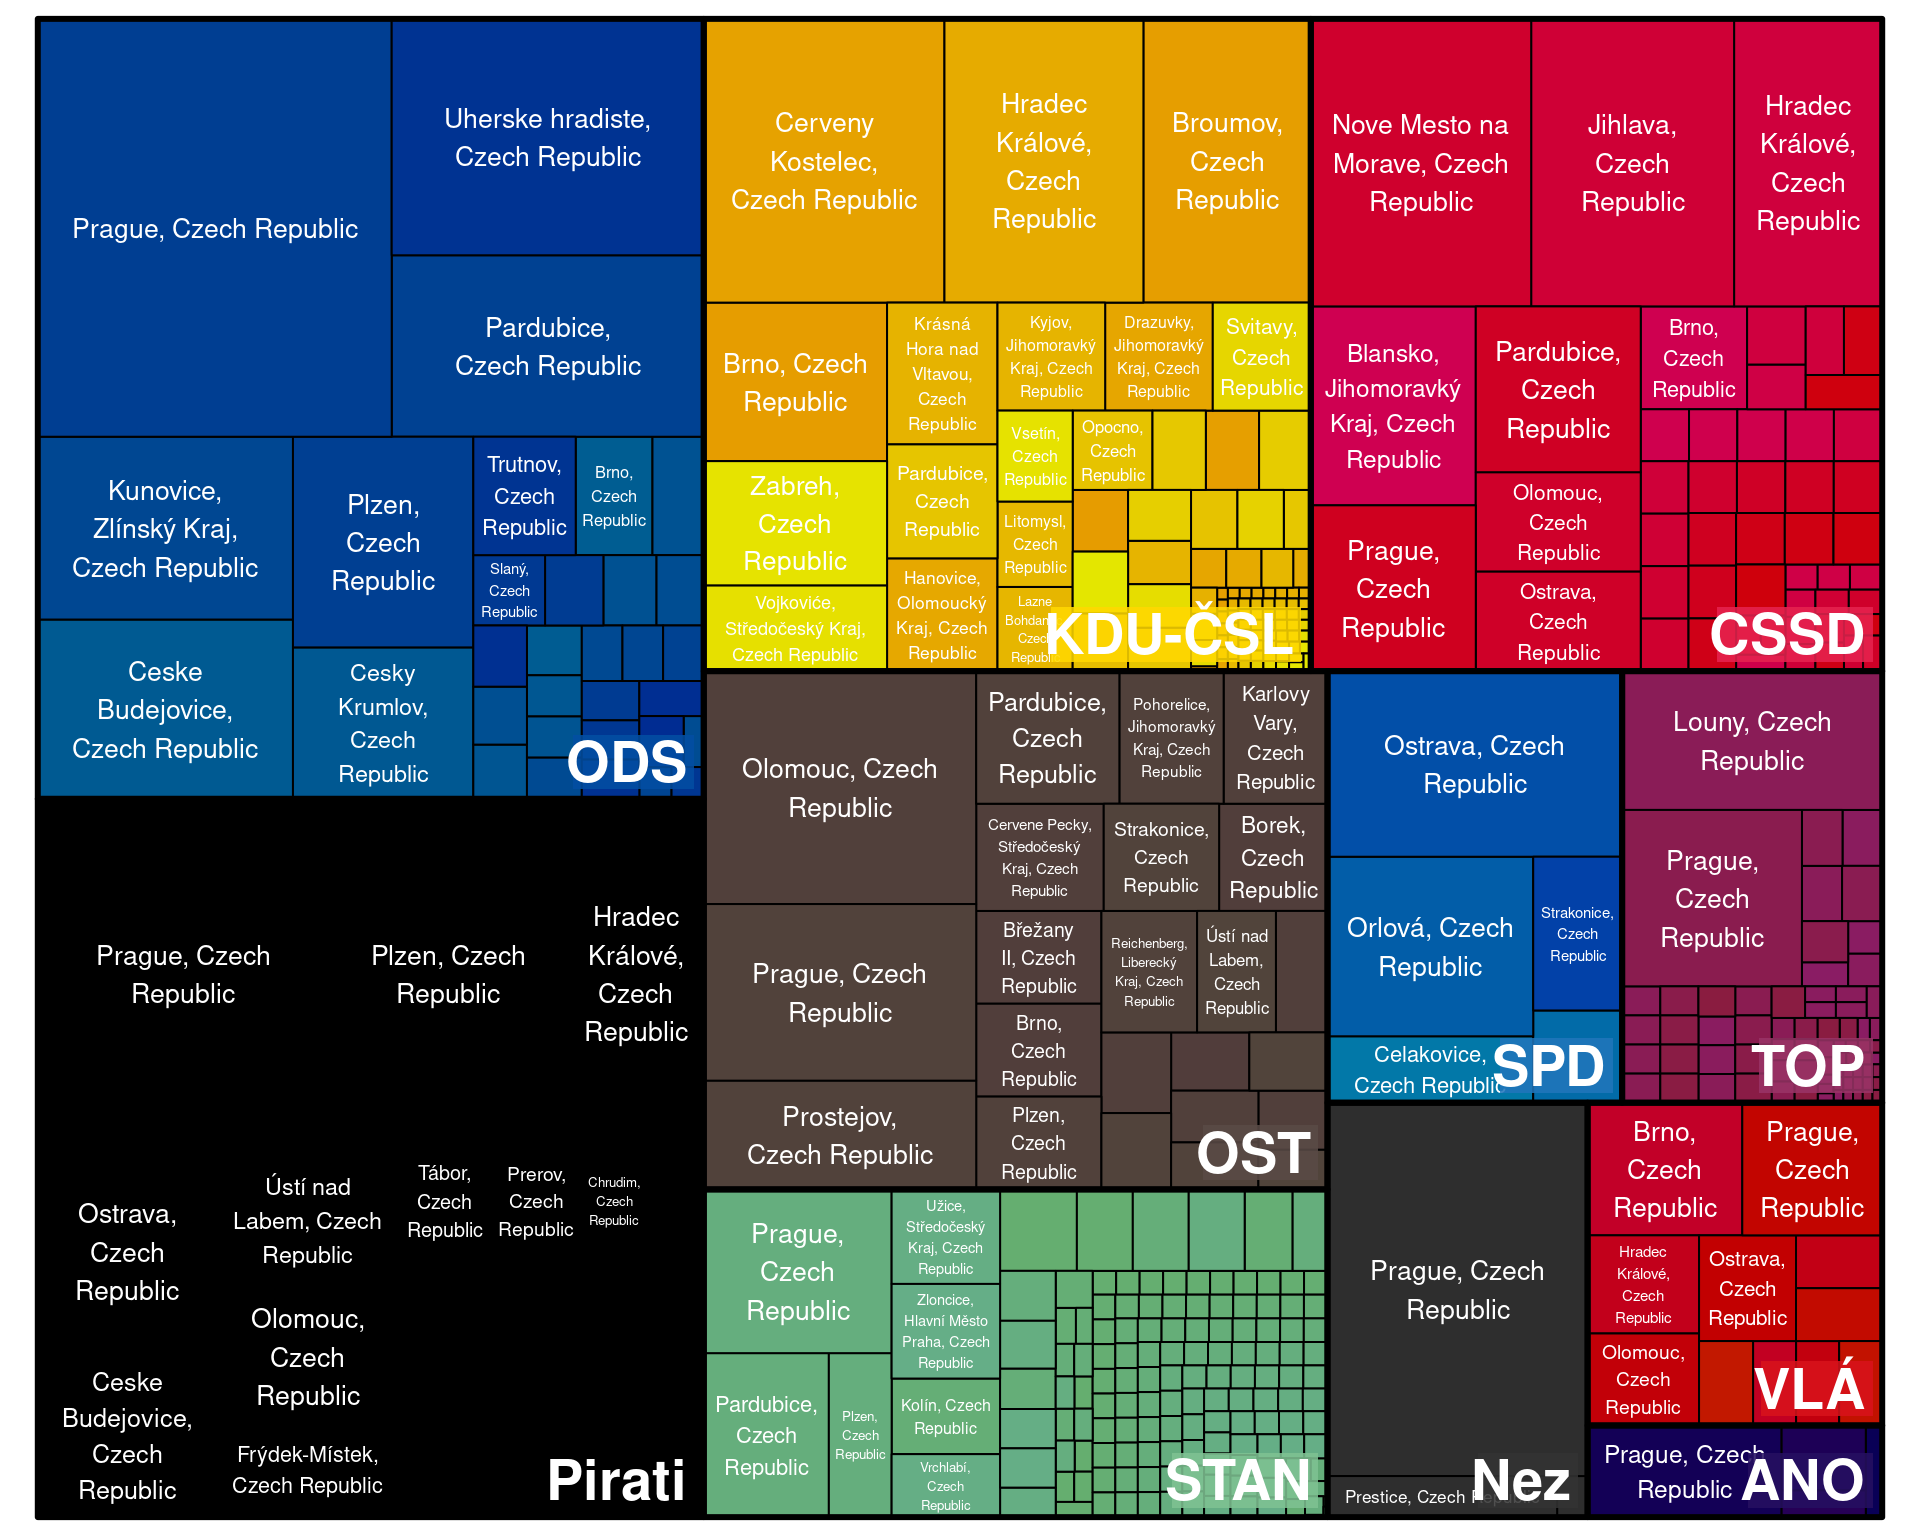 Prague, Czech Republic
Uherske hradiste,
Czech Republic
Pardubice,
Czech Republic
Kunovice,
Zlínský Kraj,
Czech Republic
Plzen,
Czech
Republic
Trutnov,
Czech
Republic
Brno,
Czech
Republic
Slaný,
Czech
Republic
Ceske
Budejovice,
Czech Republic
Cesky
Krumlov,
Czech
Republic
ODS
Cerveny
Kostelec,
Czech Republic
Hradec
Králové,
Czech
Republic
Broumov,
Czech
Republic
Brno, Czech
Republic
Krásná
Hora nad
Vltavou,
Czech
Republic
Kyjov,
Jihomoravký
Kraj, Czech
Republic
Drazuvky,
Jihomoravký
Kraj, Czech
Republic
Svitavy,
Czech
Republic
Zabreh,
Czech
Republic
Pardubice,
Czech
Republic
Vsetín,
Czech
Republic
Opocno,
Czech
Republic
Litomysl,
Czech
Republic
Vojkoviće,
Středočeský Kraj,
Czech Republic
Hanovice,
Olomoucký
Kraj, Czech
Republic
Lazne
Czech
KDU-ČSL
Nove Mesto na
Morave, Czech
Republic
Jihlava,
Czech
Republic
Hradec
Králové,
Czech
Republic
Blansko,
Jihomoravký
Kraj, Czech
Republic
Pardubice,
Czech
Republic
Brno,
Czech
Republic
Olomouc,
Czech
Republic
Prague,
Czech
Republic
Ostrava,
Czech
Republic
CSSD
Prague, Czech
Republic
Plzen, Czech
Republic
Hradec
Králové,
Czech
Republic
Ostrava,
Czech
Republic
Ústí nad
Labem, Czech
Republic
Tábor,
Czech
Republic
Prerov,
Czech
Republic
Chrudim,
Czech
Republic
Olomouc,
Czech
Republic
Ceske
Budejovice,
Czech
Republic
Frýdek-Místek,
Czech Republic
Pirati
Olomouc, Czech
Republic
Pardubice,
Czech
Republic
Pohorelice,
Jihomoravký
Kraj, Czech
Republic
Karlovy
Vary,
Czech
Republic
Cervene Pecky,
Středočeský
Kraj, Czech
Republic
Strakonice,
Czech
Republic
Borek,
Czech
Republic
Prague, Czech
Republic
Břežany
II, Czech
Republic
Reichenberg,
Liberecký
Kraj, Czech
Republic
Ústí nad
Labem,
Czech
Republic
Brno,
Czech
Republic
Prostejov,
Czech Republic
Plzen,
Czech
Republic
OST
Ostrava, Czech
Republic
Orlová, Czech
Republic
Strakonice,
Czech
Republic
Celakovice,
Czech Republic
SPD
Louny, Czech
Republic
Prague,
Czech
Republic
TOP
Prague,
Czech
Republic
Užice,
Středočeský
Kraj, Czech
Republic
Zloncice,
Hlavní Město
Praha, Czech
Republic
Pardubice,
Czech
Republic
Plzen,
Czech
Republic
Kolín, Czech
Republic
Vrchlabí,
Czech
Republic
STAN
Prague, Czech
Republic
Prestice, Czech Republic
Nez
Brno,
Czech
Republic
Prague,
Czech
Republic
Hradec
Králové,
Czech
Republic
Ostrava,
Czech
Republic
Olomouc,
Czech
Republic
VLÁ
Prague, Czech
Republic
ANO